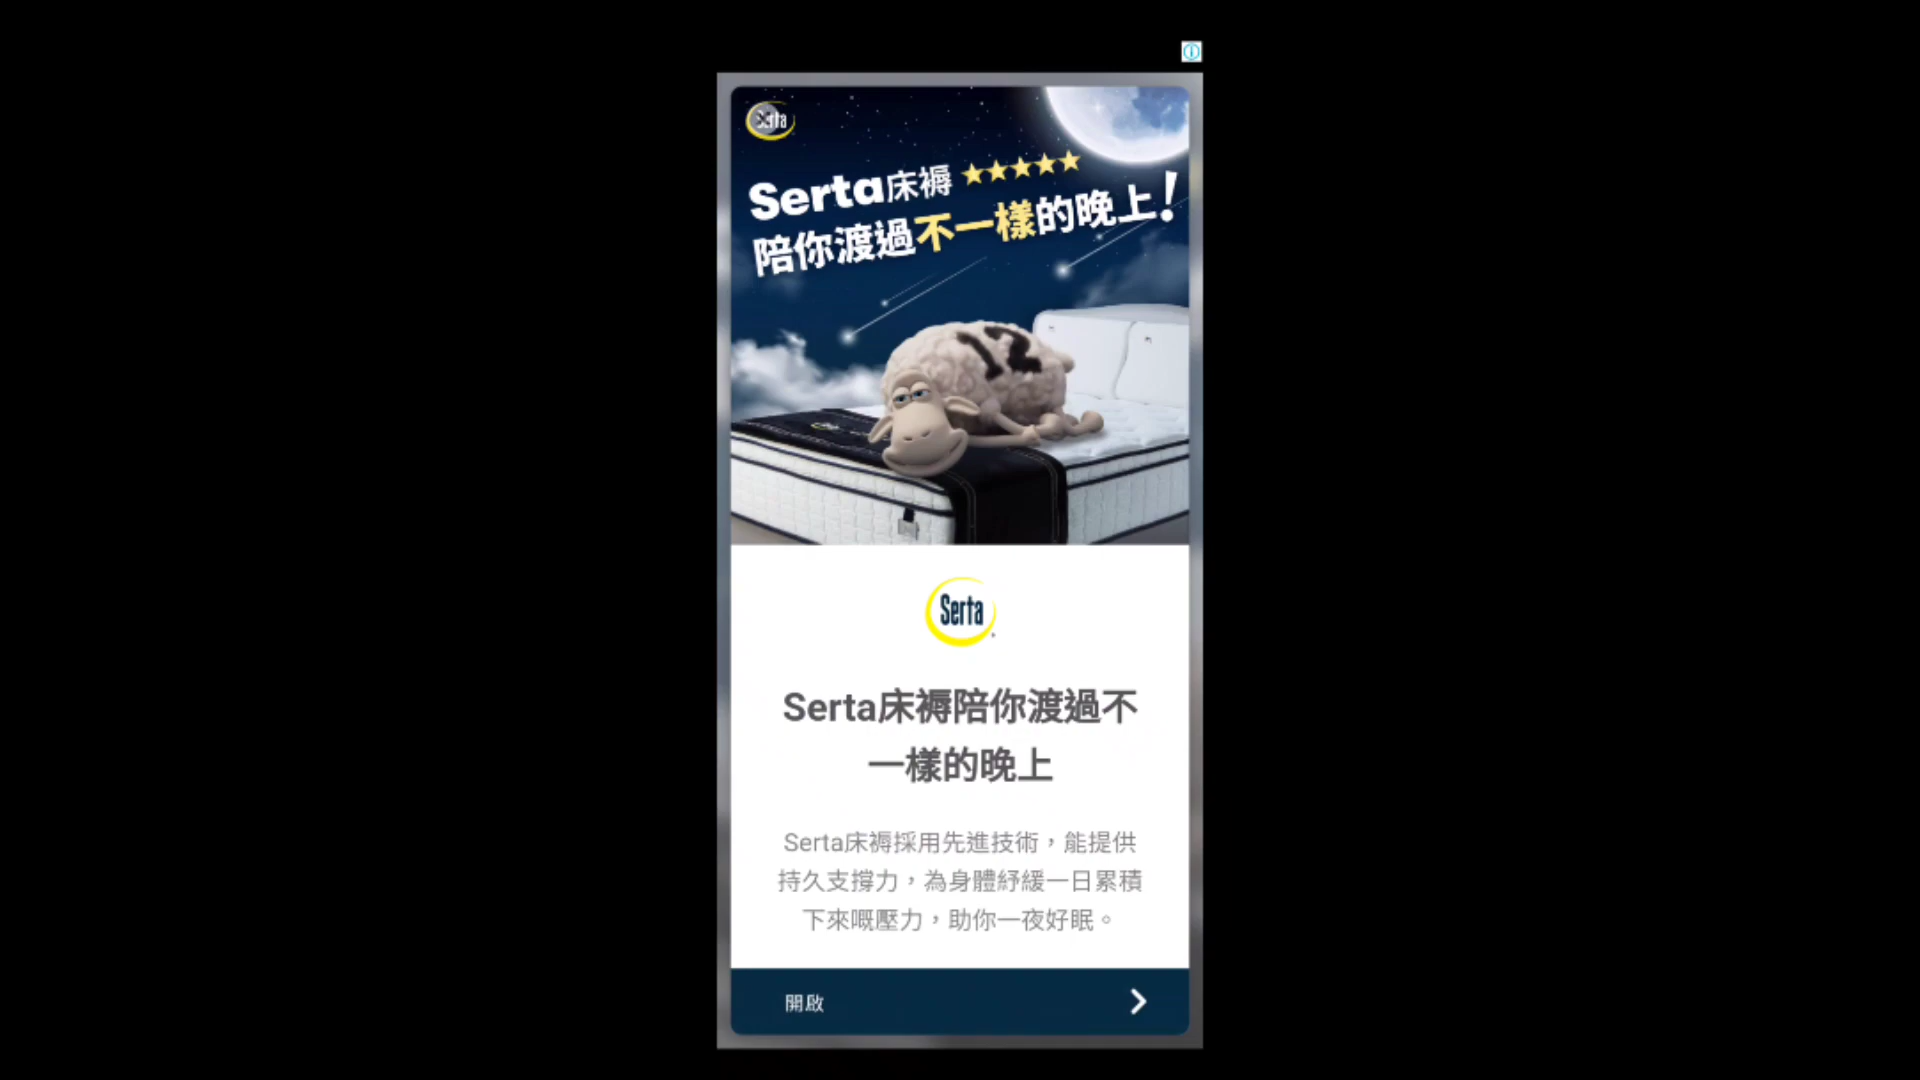 Serta
Serta床褥 ★★★★★
陪你渡過不一樣的晚上!
12
Serta
Serta床褥陪你渡過不
一樣的晚上
Serta床褥採用先進技術，能提供
持久支撐力，為身體紓緩一日累積
下來嘅壓力，助你一夜好眠。
開啟